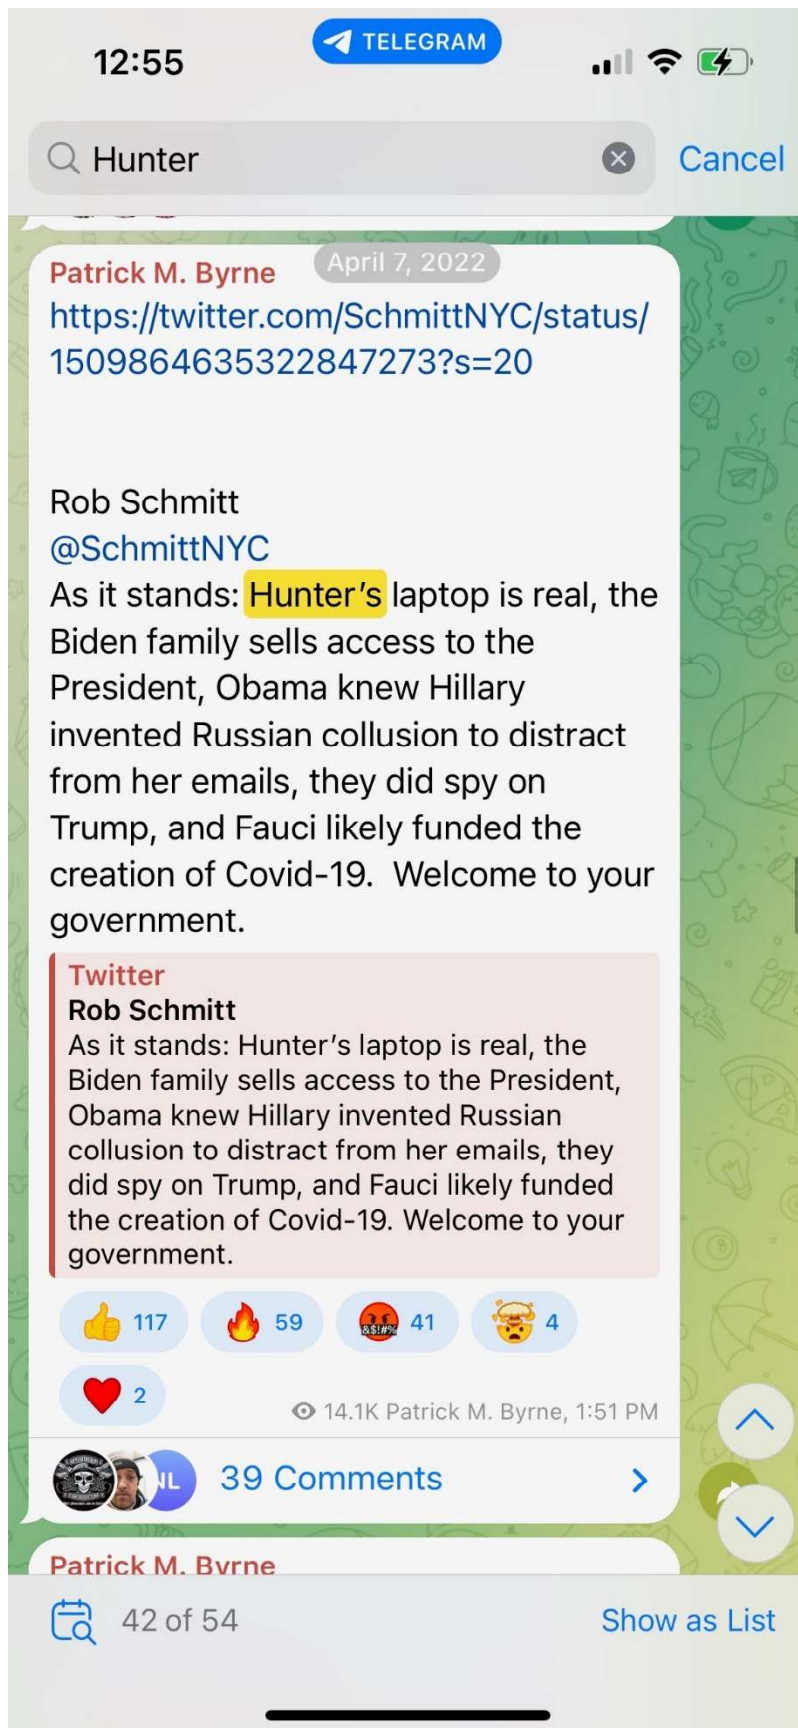 12:55
TELEGRAM
Hunter
Cancel
April 7, 2022
Patrick M. Byrne
https://twitter.com/SchmittNYC/status/
1509864635322847273?s=20
Rob Schmitt
@SchmittNYC
As it stands: Hunter's laptop is real, the
Biden family sells access to the
President, Obama knew Hillary
invented Russian collusion to distract
from her emails, they did spy on
Trump, and Fauci likely funded the
creation of Covid-19.  Welcome to your
government.
Twitter
Rob Schmitt
As it stands: Hunter's laptop is real, the
Biden family sells access to the President,
Obama knew Hillary invented Russian
collusion to distract from her emails, they
did spy on Trump, and Fauci likely funded
the creation of Covid-19. Welcome to your
government.
117
59
&$!#% 41
4
2
14.1K Patrick M. Byrne, 1:51 PM
NL
39 Comments
Patrick M. Byrne
42 of 54
Show as List